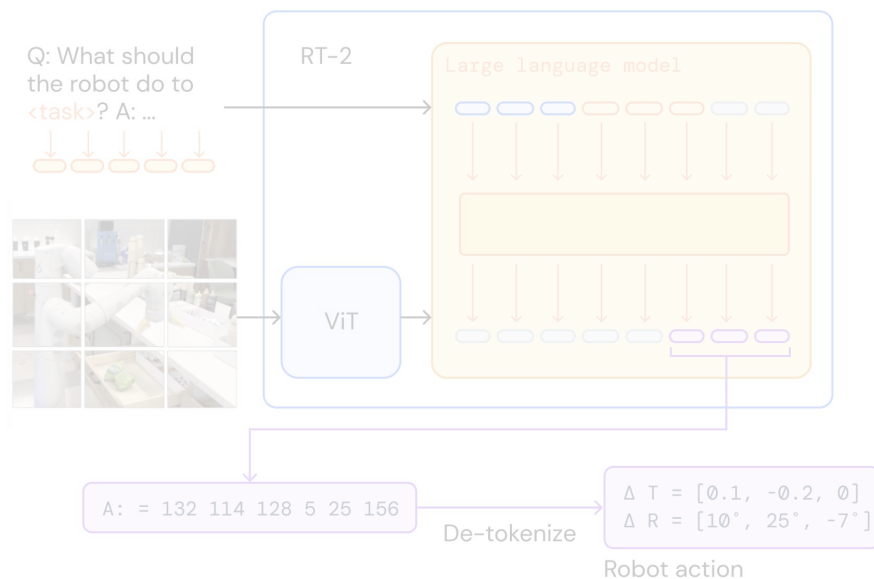 Q: What should
the robot do to
<task>? A: ...
RT-2
Large language model
ViT
A: = 132 114 128 5 25 156
De-tokenize
Δ T = [0.1, -0.2, 0]
Δ R = [10°, 25°, -7°]
Robot action